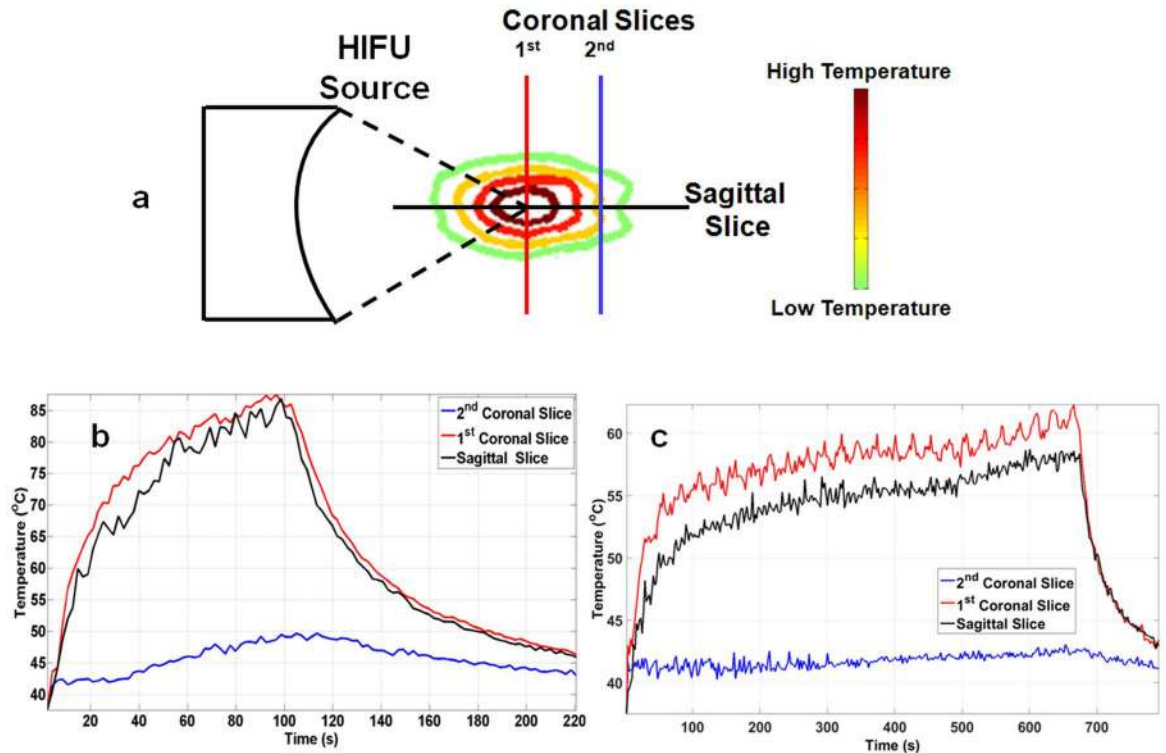 Coronal Slices
1st 2nd
HIFU
Source
High Temperature
a
Sagittal
Slice
Low Temperature
b
2nd Coronal Slice
1st Coronal Slice
Sagittal Slice
Temperature (°C)
85
80
75
70
65
60
55
50
45
40
20 40 60 80 100 120 140 160 180 200 220
Time (s)
c
2nd Coronal Slice
1st Coronal Slice
Sagittal Slice
Temperature (°C)
60
55
50
45
40
100 200 300 400 500 600 700
Time (s)